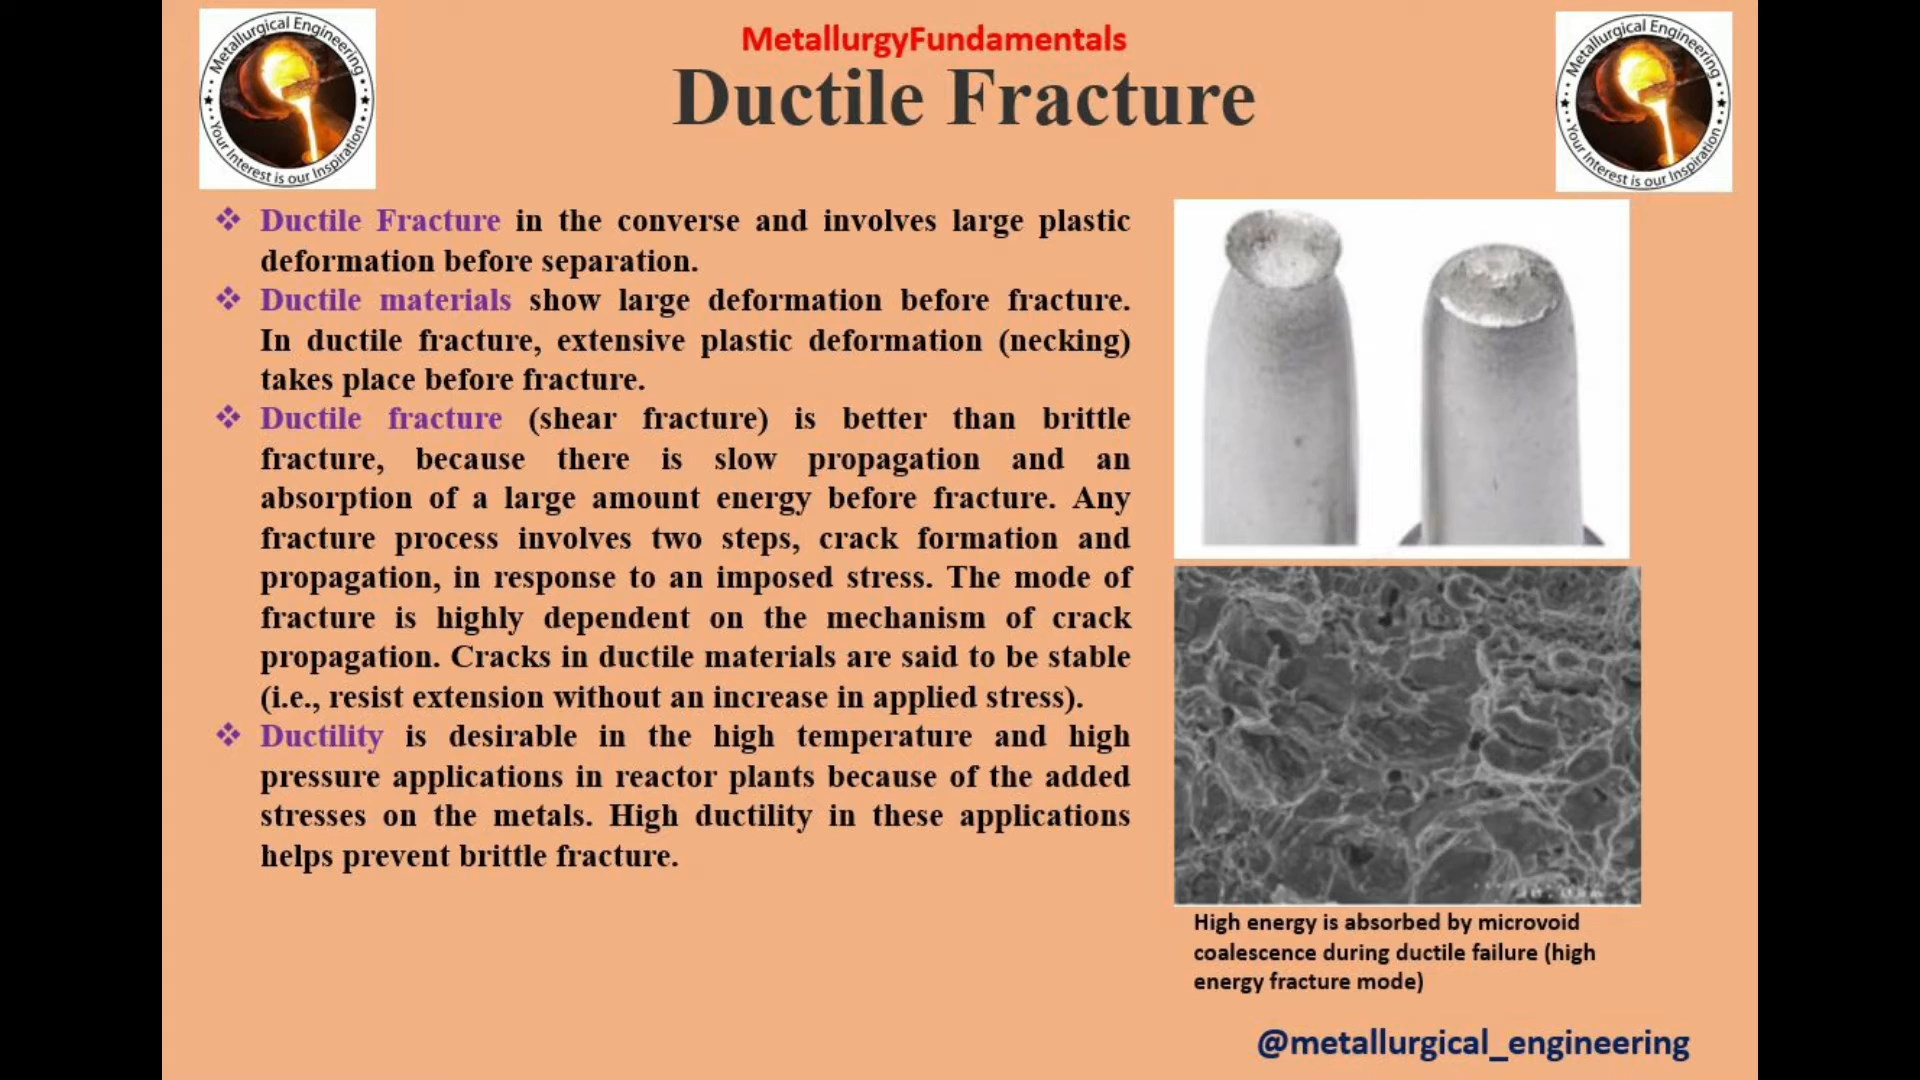 Metallurgical Engineering
Your Interest is our Inspiration
MetallurgyFundamentals
Ductile Fracture
Metallurgical Engineering
Your Interest is our Inspiration
❖ Ductile Fracture in the converse and involves large plastic
deformation before separation.
❖ Ductile materials show large deformation before fracture.
In ductile fracture, extensive plastic deformation (necking)
takes place before fracture.
❖ Ductile fracture (shear fracture) is better than brittle
fracture, because there is slow propagation and an
absorption of a large amount energy before fracture. Any
fracture process involves two steps, crack formation and
propagation, in response to an imposed stress. The mode of
fracture is highly dependent on the mechanism of crack
propagation. Cracks in ductile materials are said to be stable
(i.e., resist extension without an increase in applied stress).
❖ Ductility is desirable in the high temperature and high
pressure applications in reactor plants because of the added
stresses on the metals. High ductility in these applications
helps prevent brittle fracture.
High energy is absorbed by microvoid
coalescence during ductile failure (high
energy fracture mode)
@metallurgical_engineering